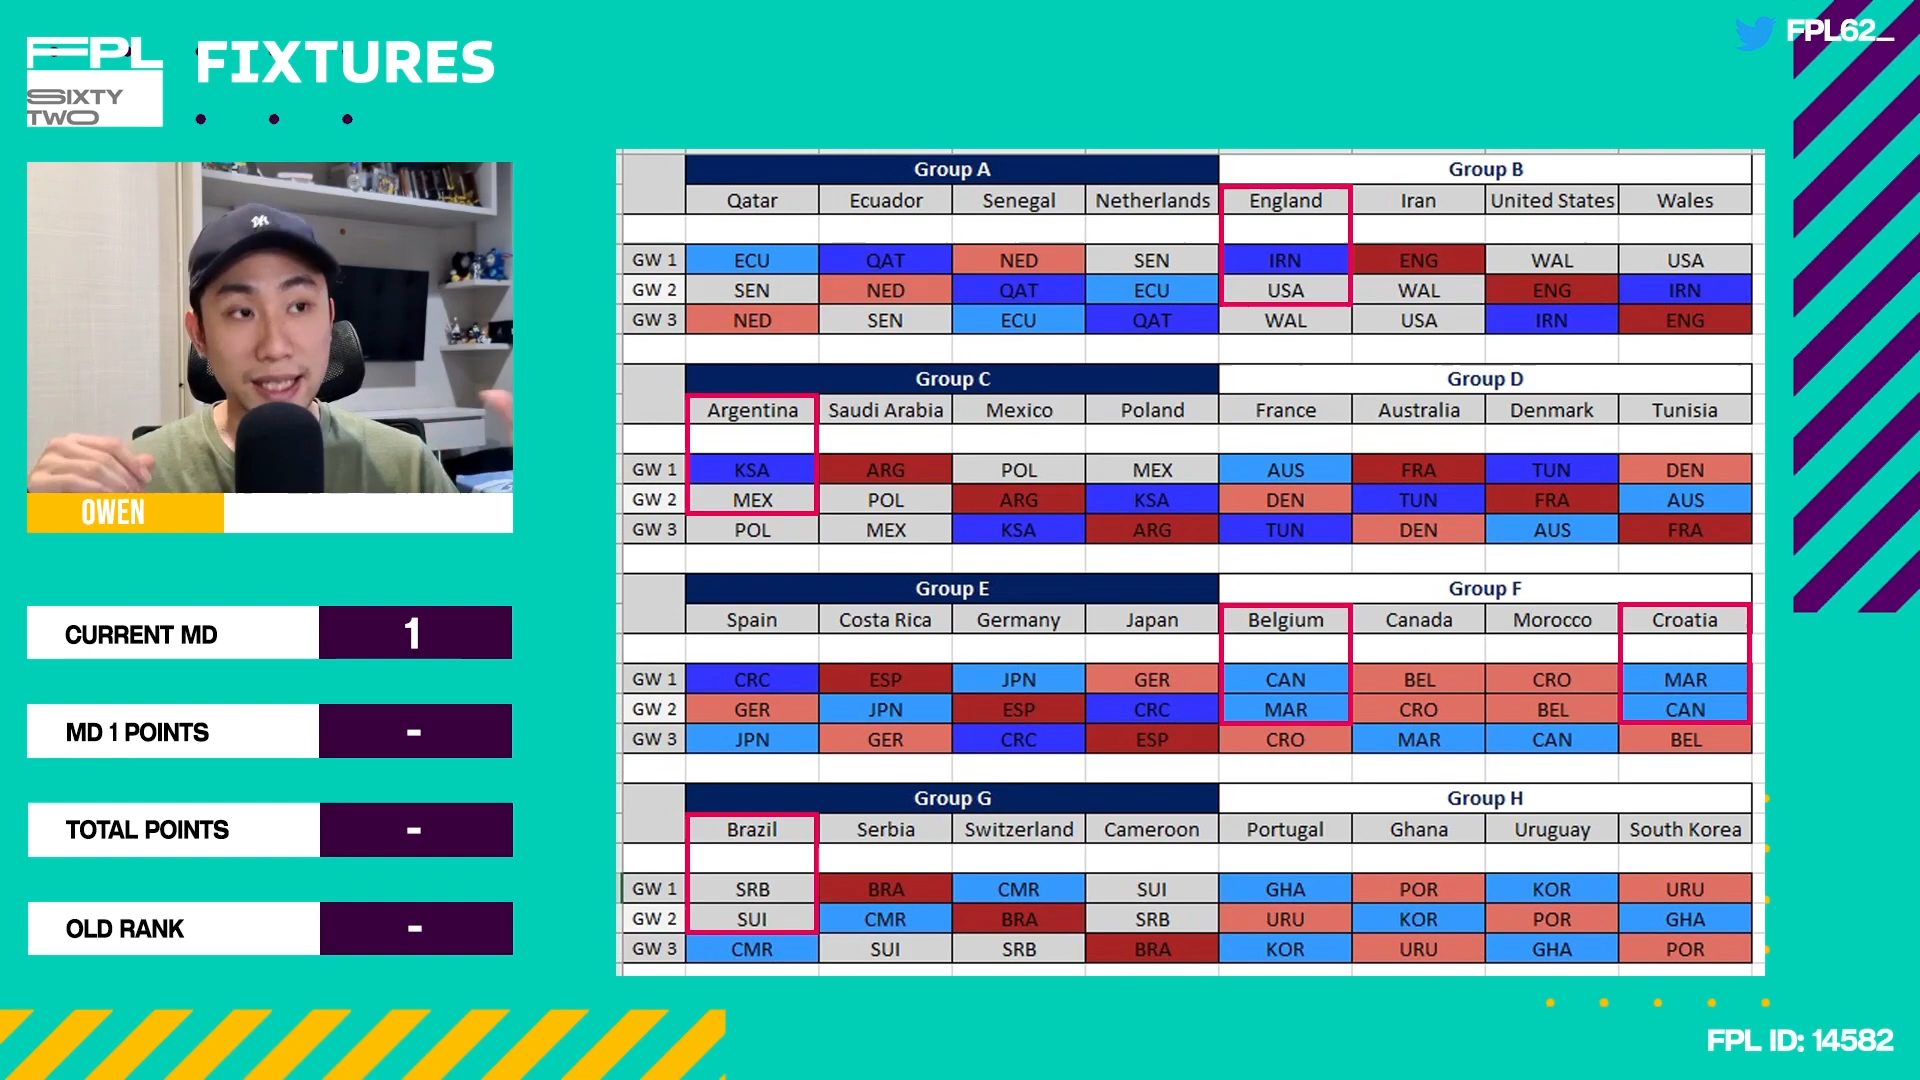 FPL
SIXTY
TWO
FIXTURES
FPL62_
OWEN
CURRENT MD 1
MD 1 POINTS -
TOTAL POINTS -
OLD RANK -
Group A Group B
Qatar Ecuador Senegal Netherlands England Iran United States Wales
GW 1 ECU QAT NED SEN IRN ENG WAL USA
GW 2 SEN NED QAT ECU USA WAL ENG IRN
GW 3 NED SEN ECU QAT WAL USA IRN ENG
Group C Group D
Argentina Saudi Arabia Mexico Poland France Australia Denmark Tunisia
GW 1 KSA ARG POL MEX AUS FRA TUN DEN
GW 2 MEX POL ARG KSA DEN TUN FRA AUS
GW 3 POL MEX KSA ARG TUN DEN AUS FRA
Group E Group F
Spain Costa Rica Germany Japan Belgium Canada Morocco Croatia
GW 1 CRC ESP JPN GER CAN BEL CRO MAR
GW 2 GER JPN ESP CRC MAR CRO BEL CAN
GW 3 JPN GER CRC ESP CRO MAR CAN BEL
Group G Group H
Brazil Serbia Switzerland Cameroon Portugal Ghana Uruguay South Korea
GW 1 SRB BRA CMR SUI GHA POR KOR URU
GW 2 SUI CMR BRA SRB URU KOR POR GHA
GW 3 CMR SUI SRB BRA KOR URU GHA POR
FPL ID: 14582